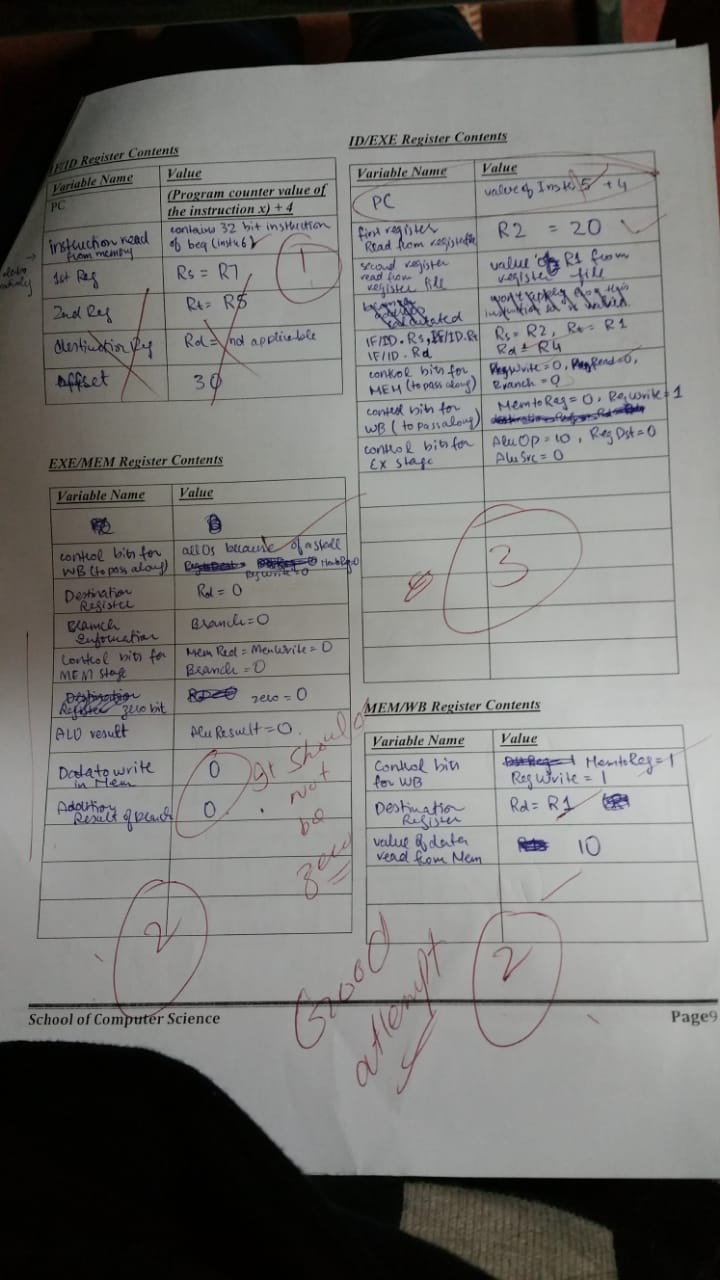 IF/ID Register Contents
Variable Name Value
PC (Program counter value of
the instruction x) + 4
instruction read
from memory
contains 32 bit instruction
of beq (instr 6)
1st Reg Rs = R7
2nd Reg Rt = R5
destination Reg Rd = not applicable
offset 30
1
ID/EXE Register Contents
Variable Name Value
PC value of Instr 5 + 4
first register
Read from register file
R2 = 20
second register
read from
register file
value of R1 from
register file
IF/ID.Rs, IF/ID.Rt
IF/ID.Rd
Rs = R2, Rt = R1
Rd = R4
control bits for
MEM (to pass along)
Branch = 0
control bits for
WB (to pass along)
MemtoReg = 0, RegWrite = 1
control bits for
EX stage
AluOp = 10, RegDst = 0
AluSrc = 0
3
EXE/MEM Register Contents
Variable Name Value
control bits for
WB (to pass along)
all 0s because of a stall
RegWrite = 0 MemtoReg=0
Destination
Register
Rd = 0
Branch
Information
Branch = 0
Control bits for
MEM stage
Mem Red = MemWrite = 0
Branch = 0
zero bit zero = 0
ALU result Alu Result = 0
Data to write
in Mem
0
Addition
Result of Branch
0
It should
not
be
zero
2
MEM/WB Register Contents
Variable Name Value
Control bits
for WB
MemtoReg = 1
RegWrite = 1
Destination
Register
Rd = R1
value of data
read from Mem
10
2
Good
attempt
School of Computer Science Page9